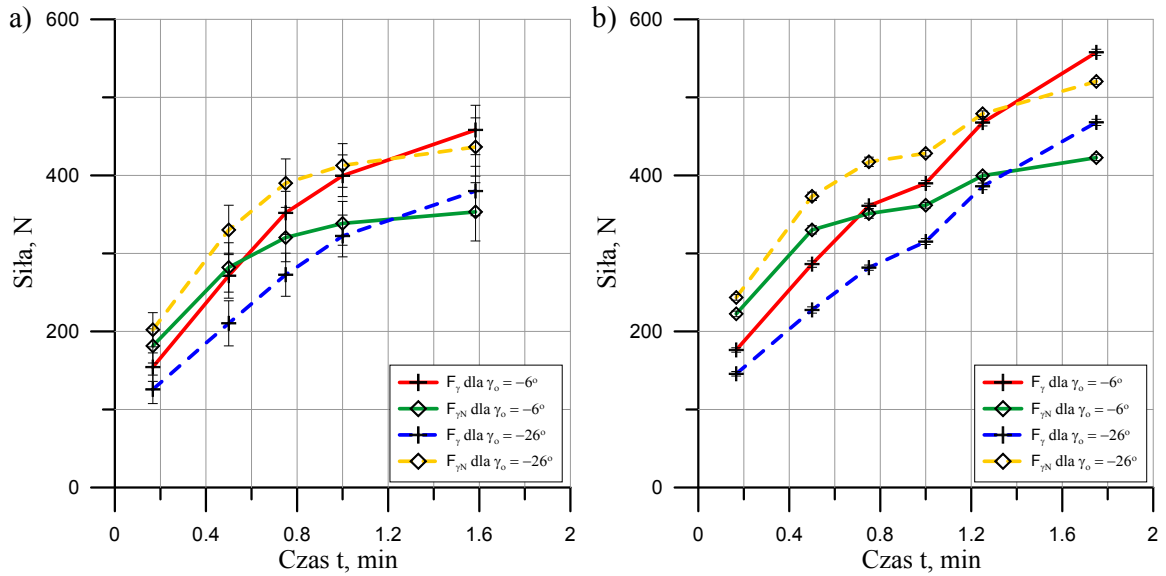 a)
600
400
200
0
Siła, N
0 0.4 0.8 1.2 1.6 2
Czas t, min
Fγ dla γo = −6o
FγN dla γo = −6o
Fγ dla γo = −26o
FγN dla γo = −26o
b)
600
400
200
0
Siła, N
0 0.4 0.8 1.2 1.6 2
Czas t, min
Fγ dla γo = −6o
FγN dla γo = −6o
Fγ dla γo = −26o
FγN dla γo = −26o